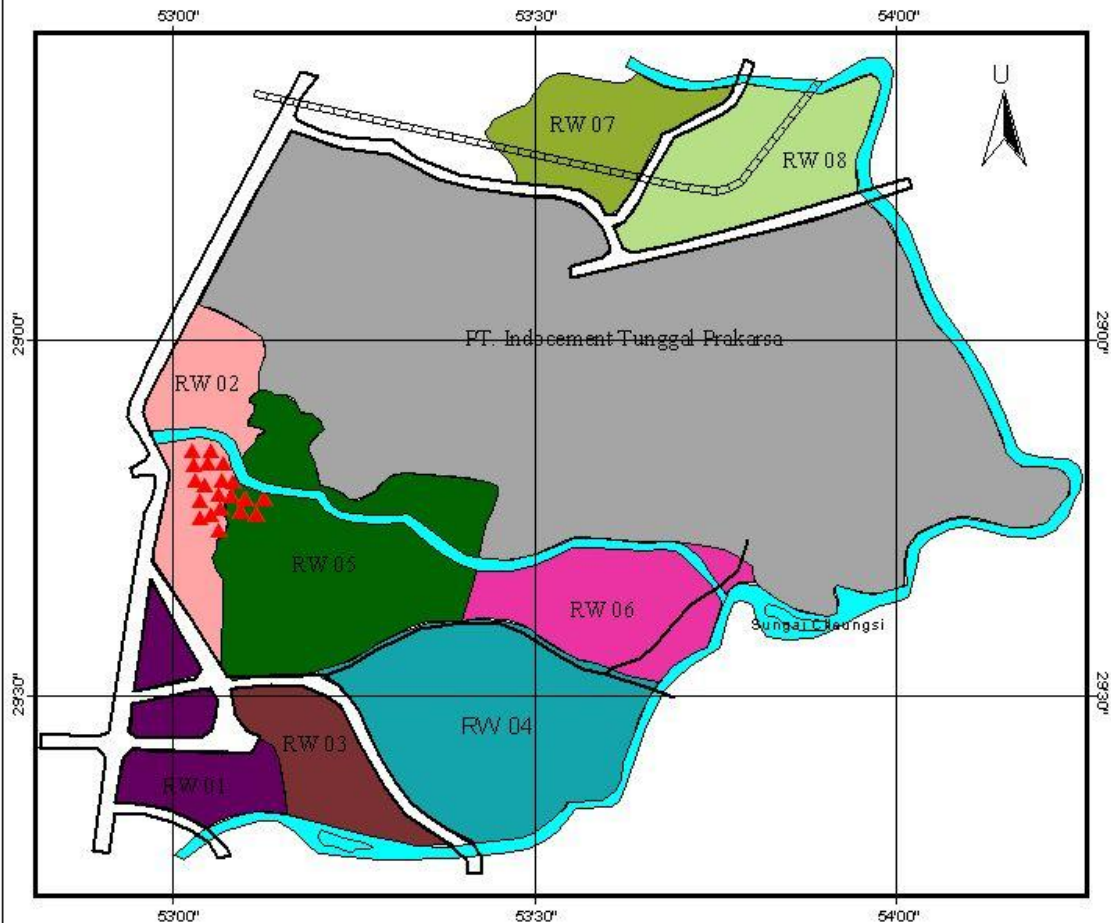 53'00" 53'30" 54'00"
U
RW 07
RW 08
29'00" PT. Indocement Tunggal Prakarsa 29'00"
RW 02
RW 05
RW 06
Sungai Cileungsi
29'30" 29'30"
RW 04
RW 03
RW 01
53'00" 53'30" 54'00"